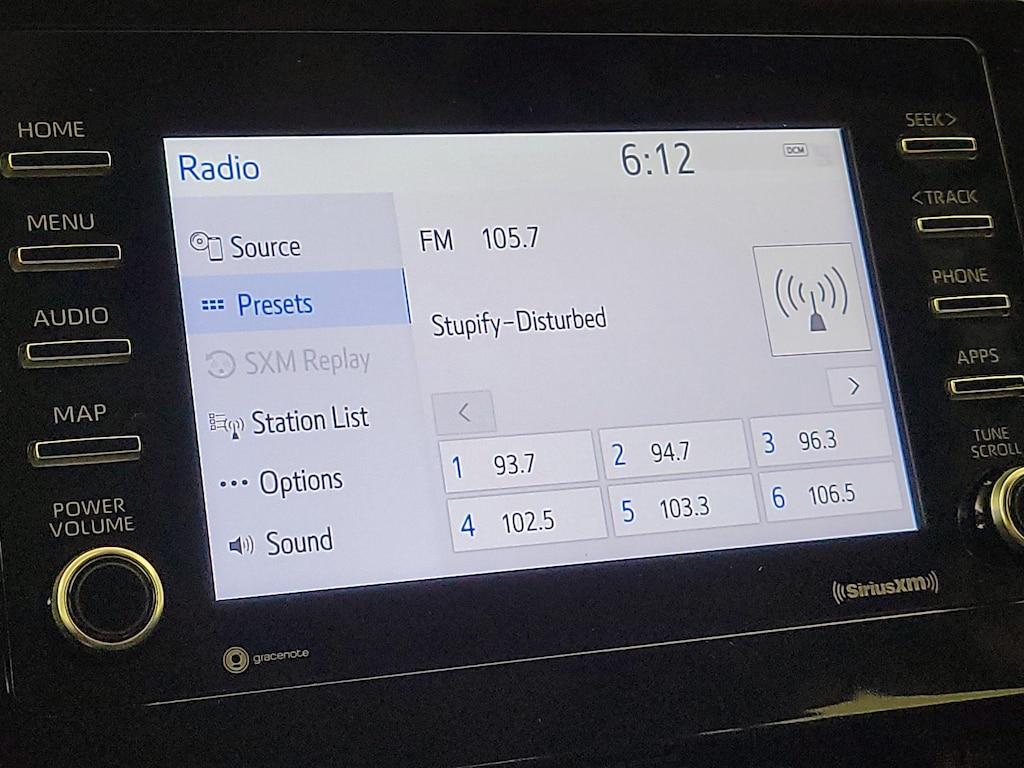 HOME
MENU
AUDIO
MAP
POWER
VOLUME
Radio
6:12
DCM
Source
Presets
SXM Replay
Station List
Options
Sound
FM 105.7
Stupify-Disturbed
<
>
1 93.7
2 94.7
3 96.3
4 102.5
5 103.3
6 106.5
SEEK>
<TRACK
PHONE
APPS
TUNE
SCROLL
SiriusXM
gracenote